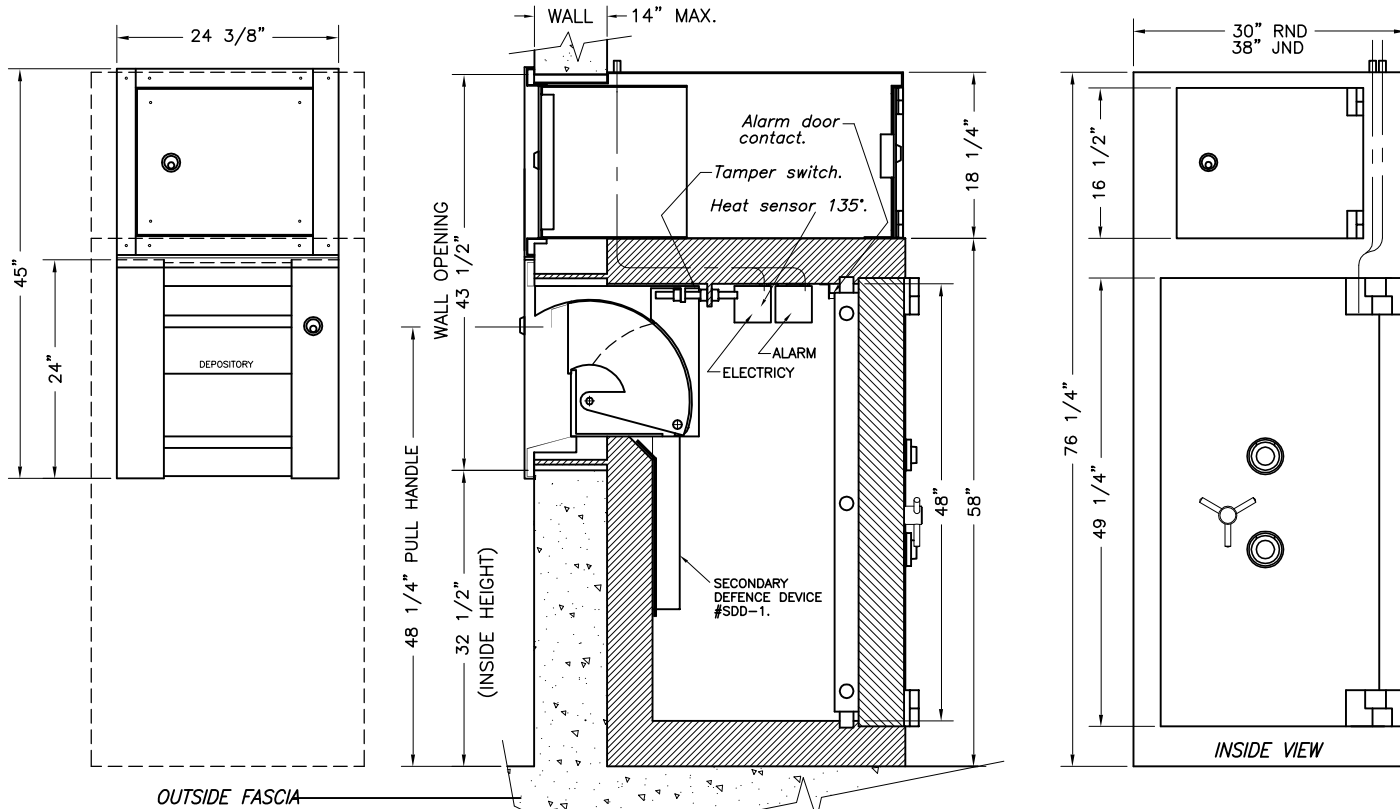 24 3/8"
45"
24"
DEPOSITORY
OUTSIDE FASCIA
WALL
14" MAX.
WALL OPENING
43 1/2"
48 1/4" PULL HANDLE
32 1/2"
(INSIDE HEIGHT)
Alarm door
contact.
Tamper switch.
Heat sensor 135°.
ALARM
ELECTRICY
SECONDARY
DEFENCE DEVICE
#SDD-1.
18 1/4"
48"
58"
30" RND
38" JND
16 1/2"
76 1/4"
49 1/4"
INSIDE VIEW